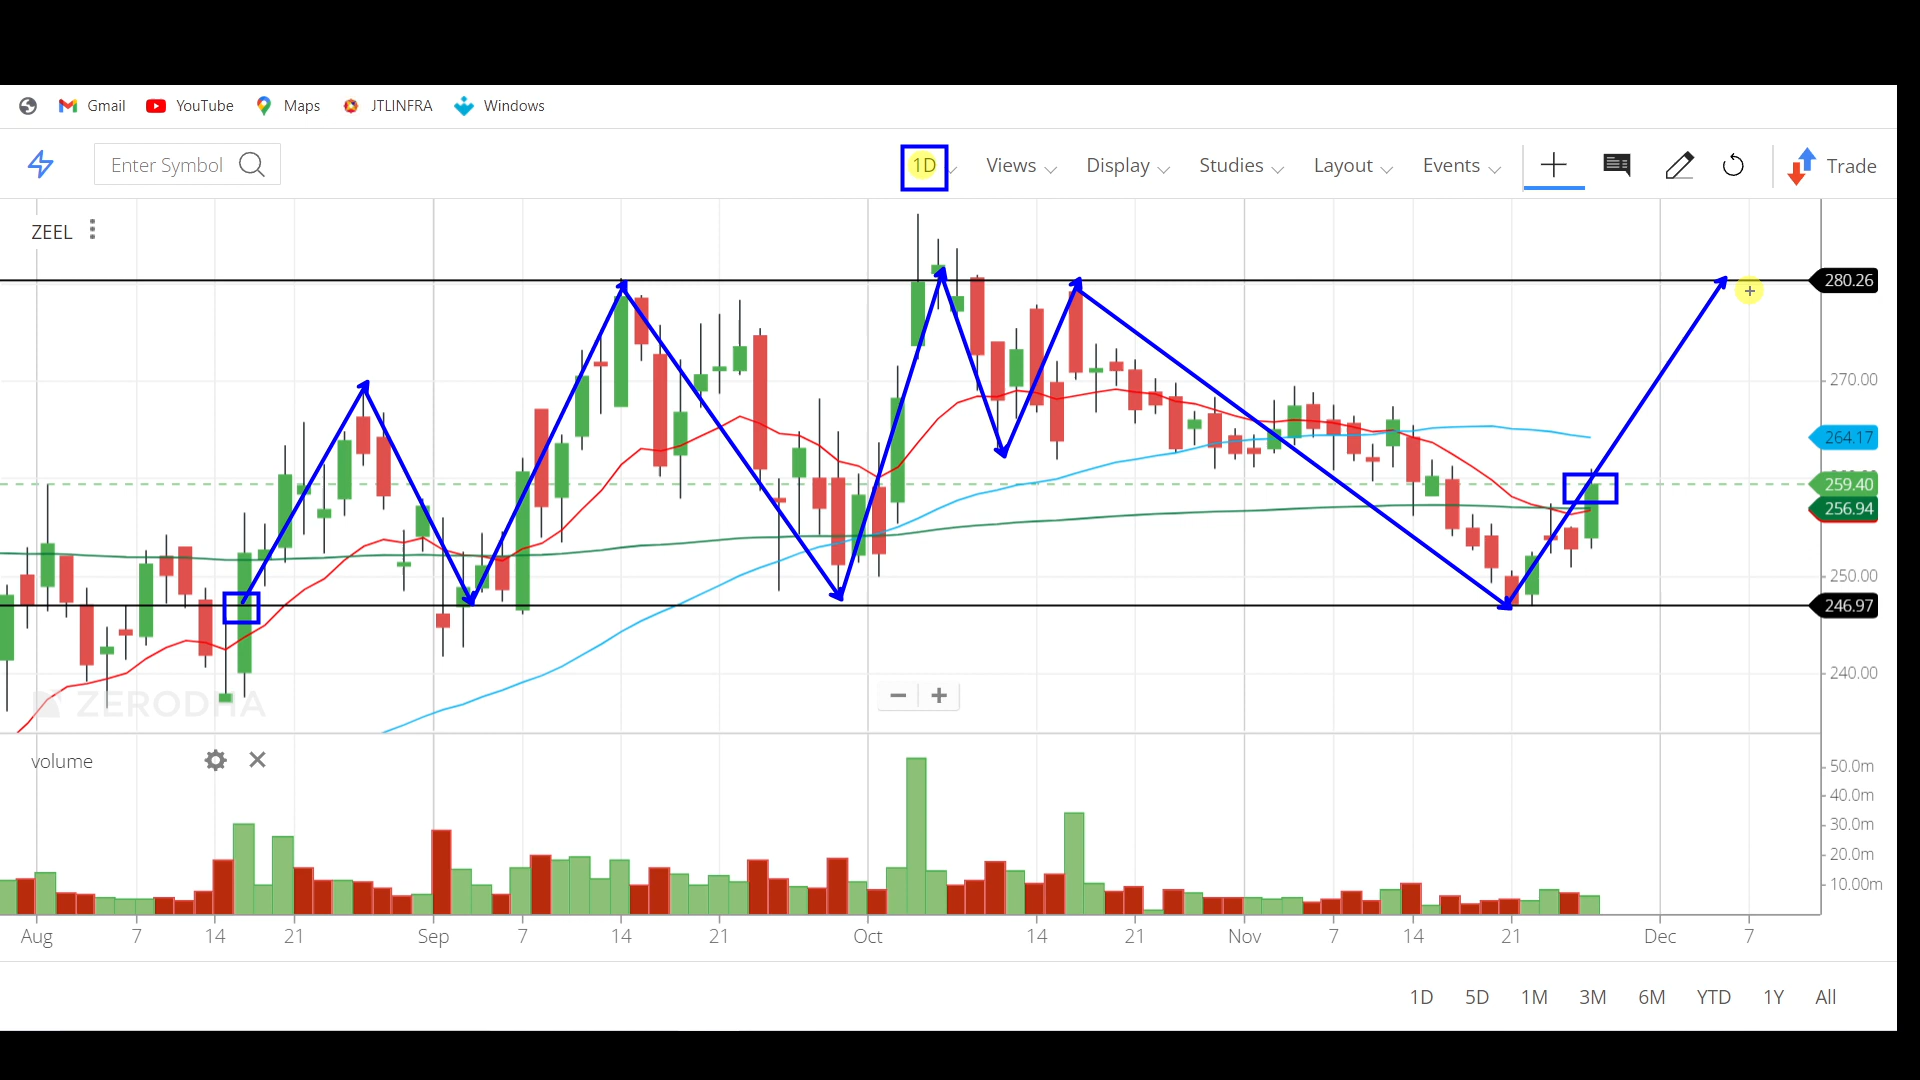 Gmail YouTube Maps JTLINFRA Windows
Enter Symbol 1D Views Display Studies Layout Events Trade
ZEEL
280.26
270.00
264.17
259.40
256.94
250.00
246.97
240.00
ZERODHA
volume
50.0m
40.0m
30.0m
20.0m
10.00m
Aug 7 14 21 Sep 7 14 21 Oct 14 21 Nov 7 14 21 Dec 7
1D 5D 1M 3M 6M YTD 1Y All